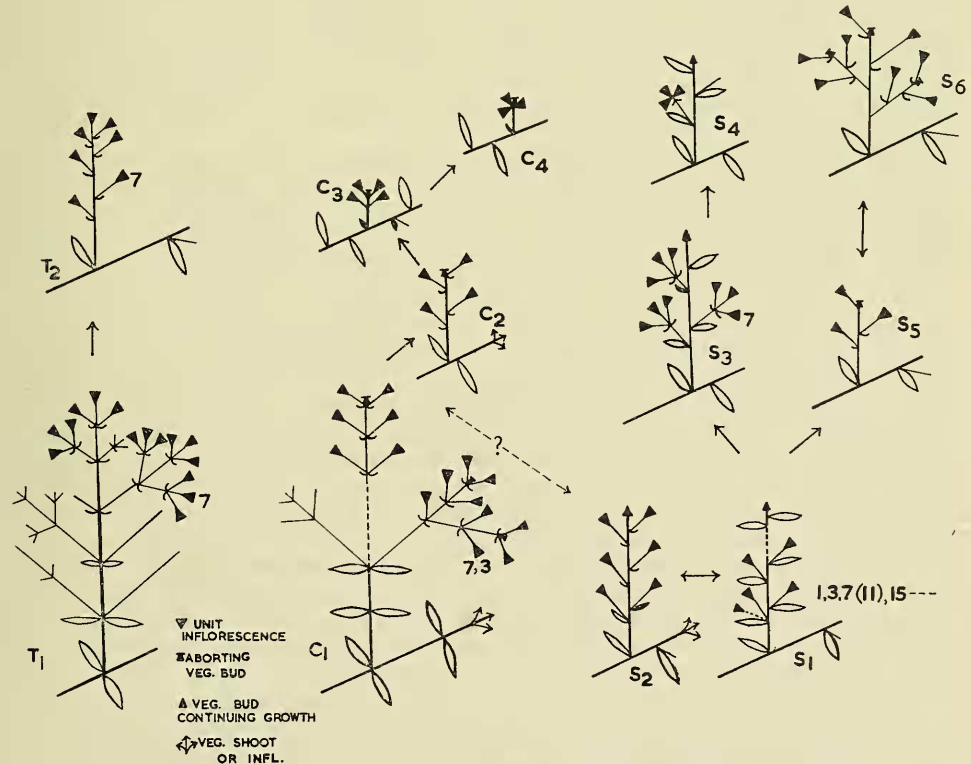 S6
S4
C4
C3
7
T2
C2
S5
7
S3
?
7
7,3
1,3,7(11),15----
▽ UNIT
INFLORESCENCE
ABORTING
VEG. BUD
T1
C1
S2
S1
△ VEG. BUD
CONTINUING GROWTH
VEG. SHOOT
OR INFL.